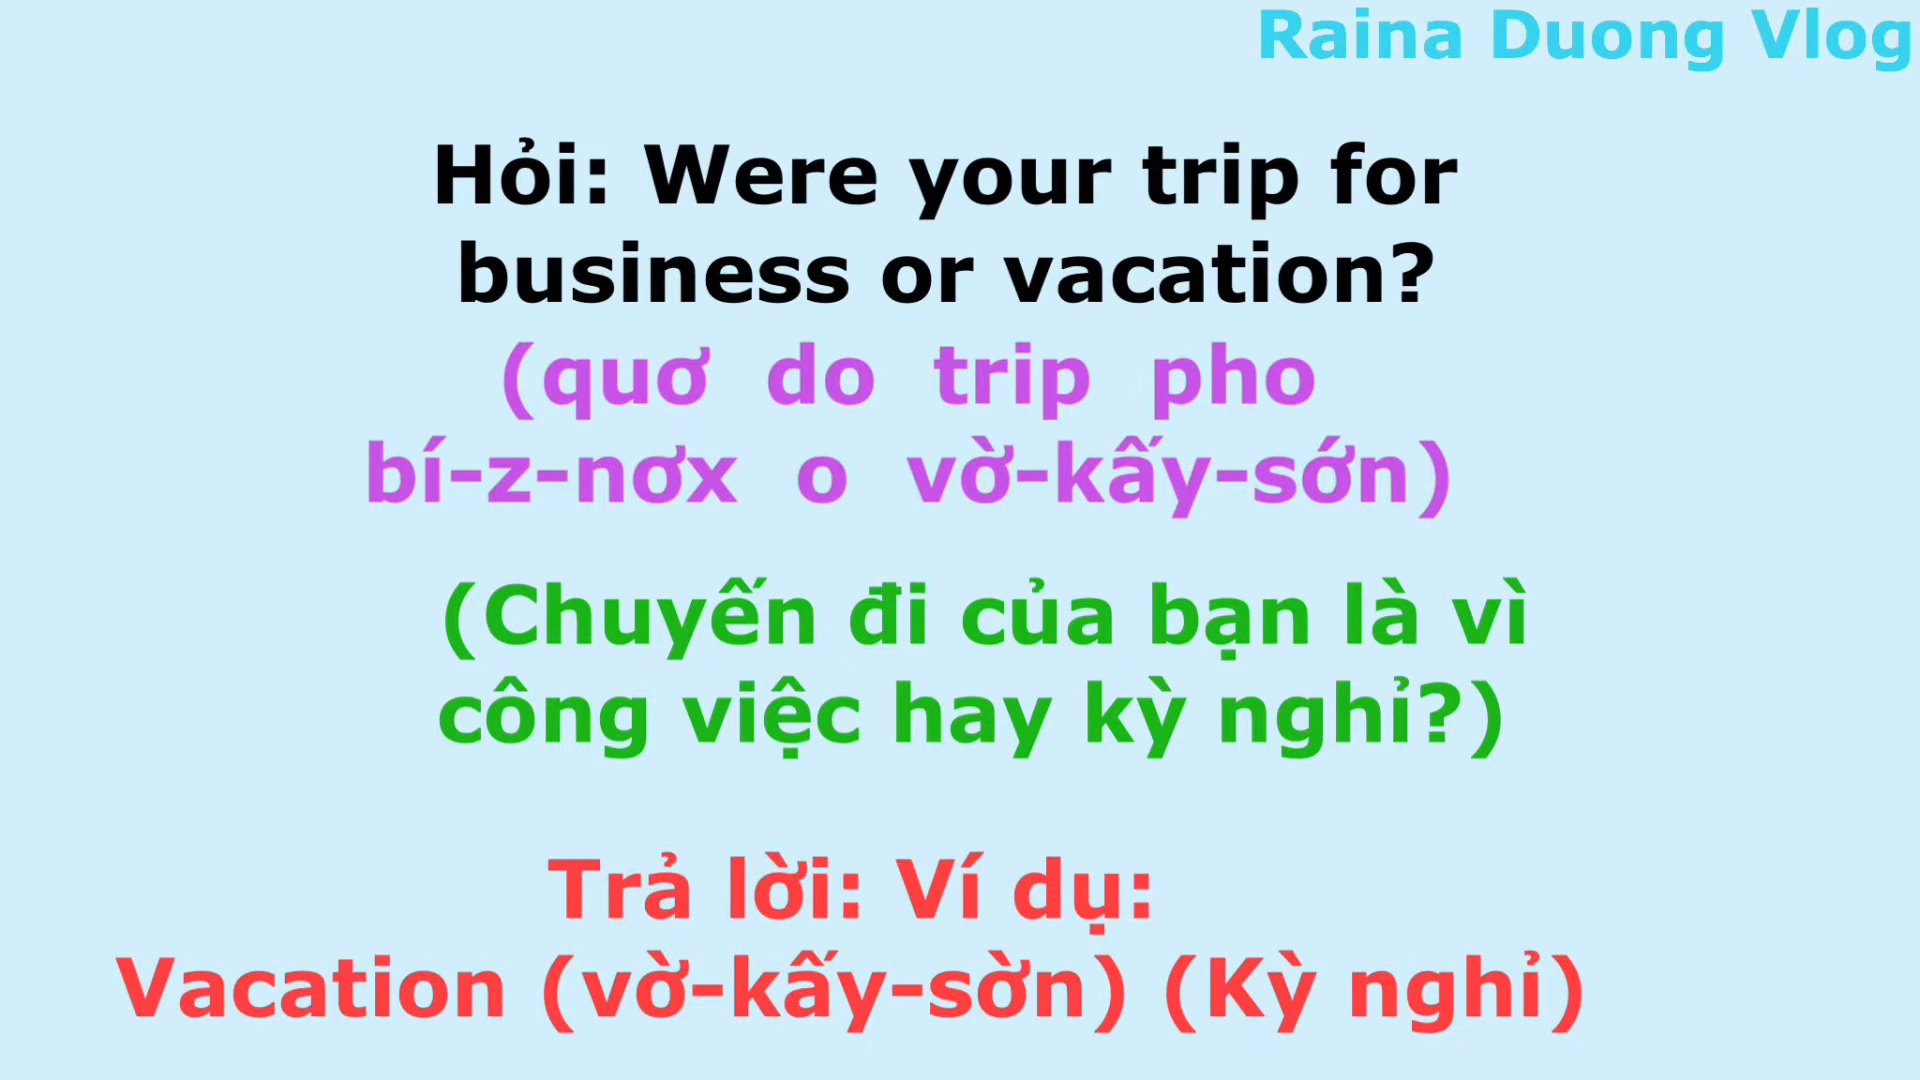 Raina Duong Vlog
Hỏi: Were your trip for
business or vacation?
(quơ do trip pho
bí-z-nơx o vờ-kấy-sớn)
(Chuyến đi của bạn là vì
công việc hay kỳ nghỉ?)
Trả lời: Ví dụ:
Vacation (vờ-kấy-sờn) (Kỳ nghỉ)